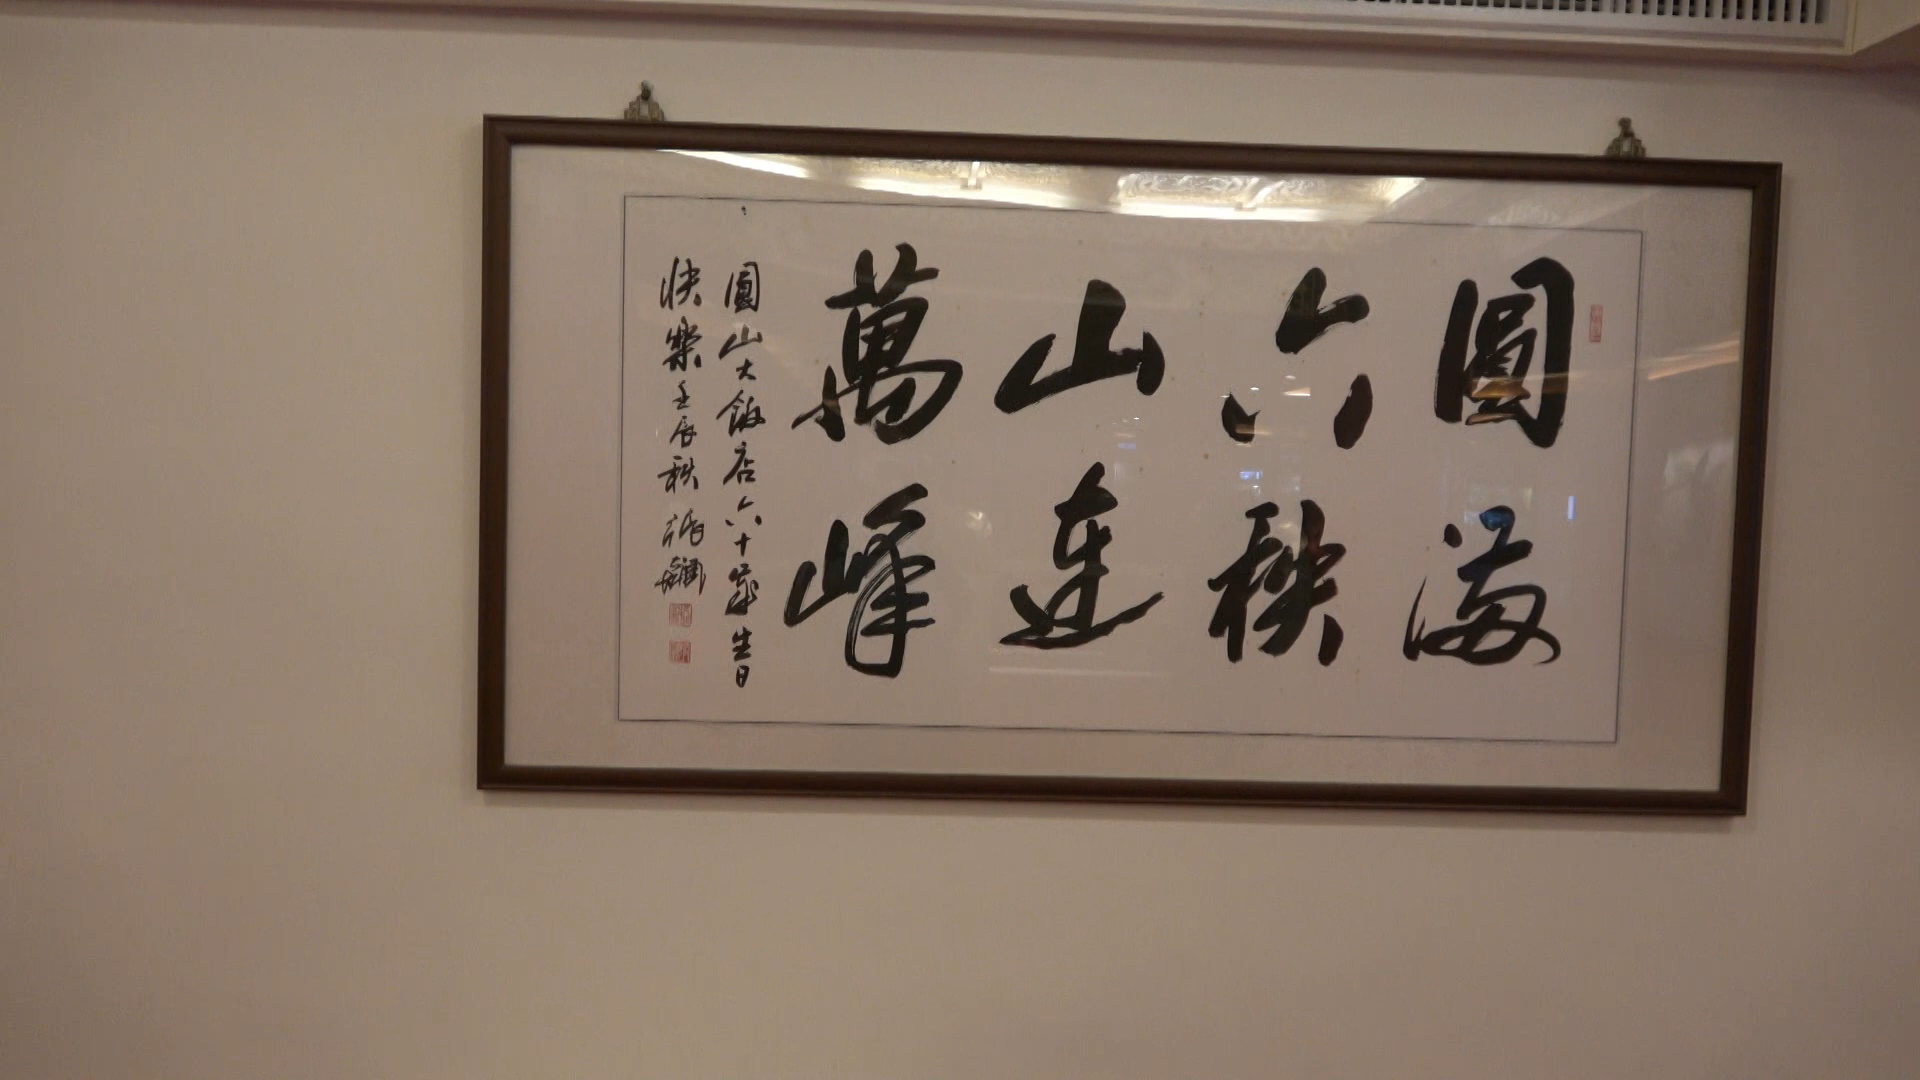 圓滿
六秩
山連
萬峰
圓山大飯店六十歲生日
快樂壬辰秋